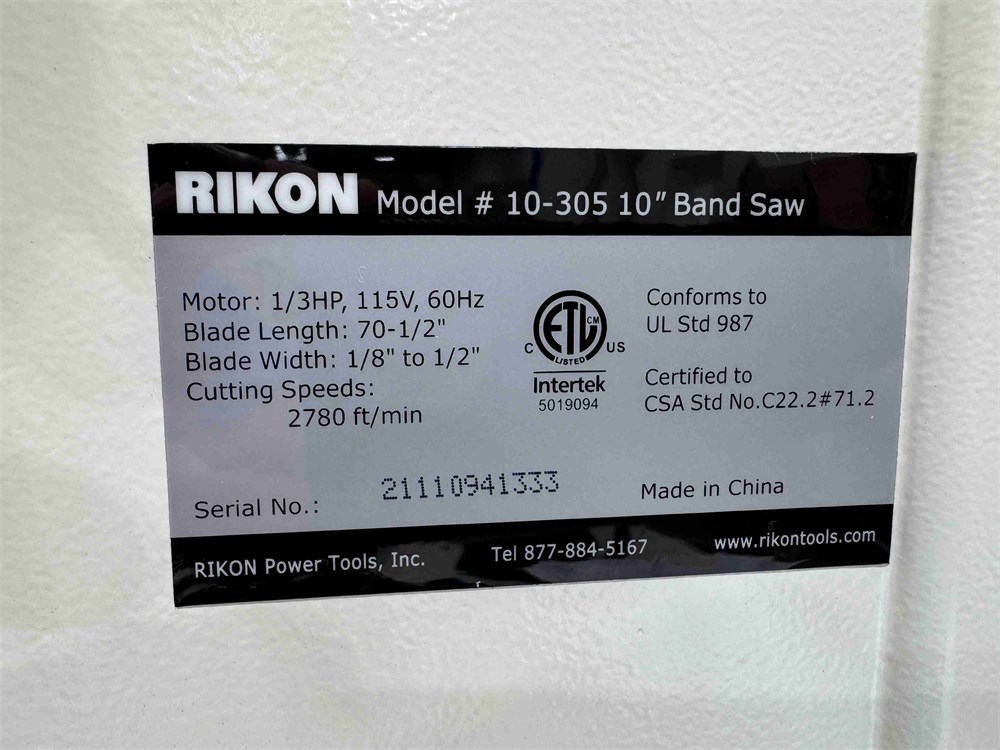 RIKON Model # 10-305 10" Band Saw
Motor: 1/3HP, 115V, 60Hz
Blade Length: 70-1/2"
Blade Width: 1/8" to 1/2"
Cutting Speeds:
2780 ft/min
ETL CM
C LISTED US
Intertek
5019094
Conforms to
UL Std 987
Certified to
CSA Std No.C22.2#71.2
Serial No.: 21110941333
Made in China
RIKON Power Tools, Inc. Tel 877-884-5167 www.rikontools.com